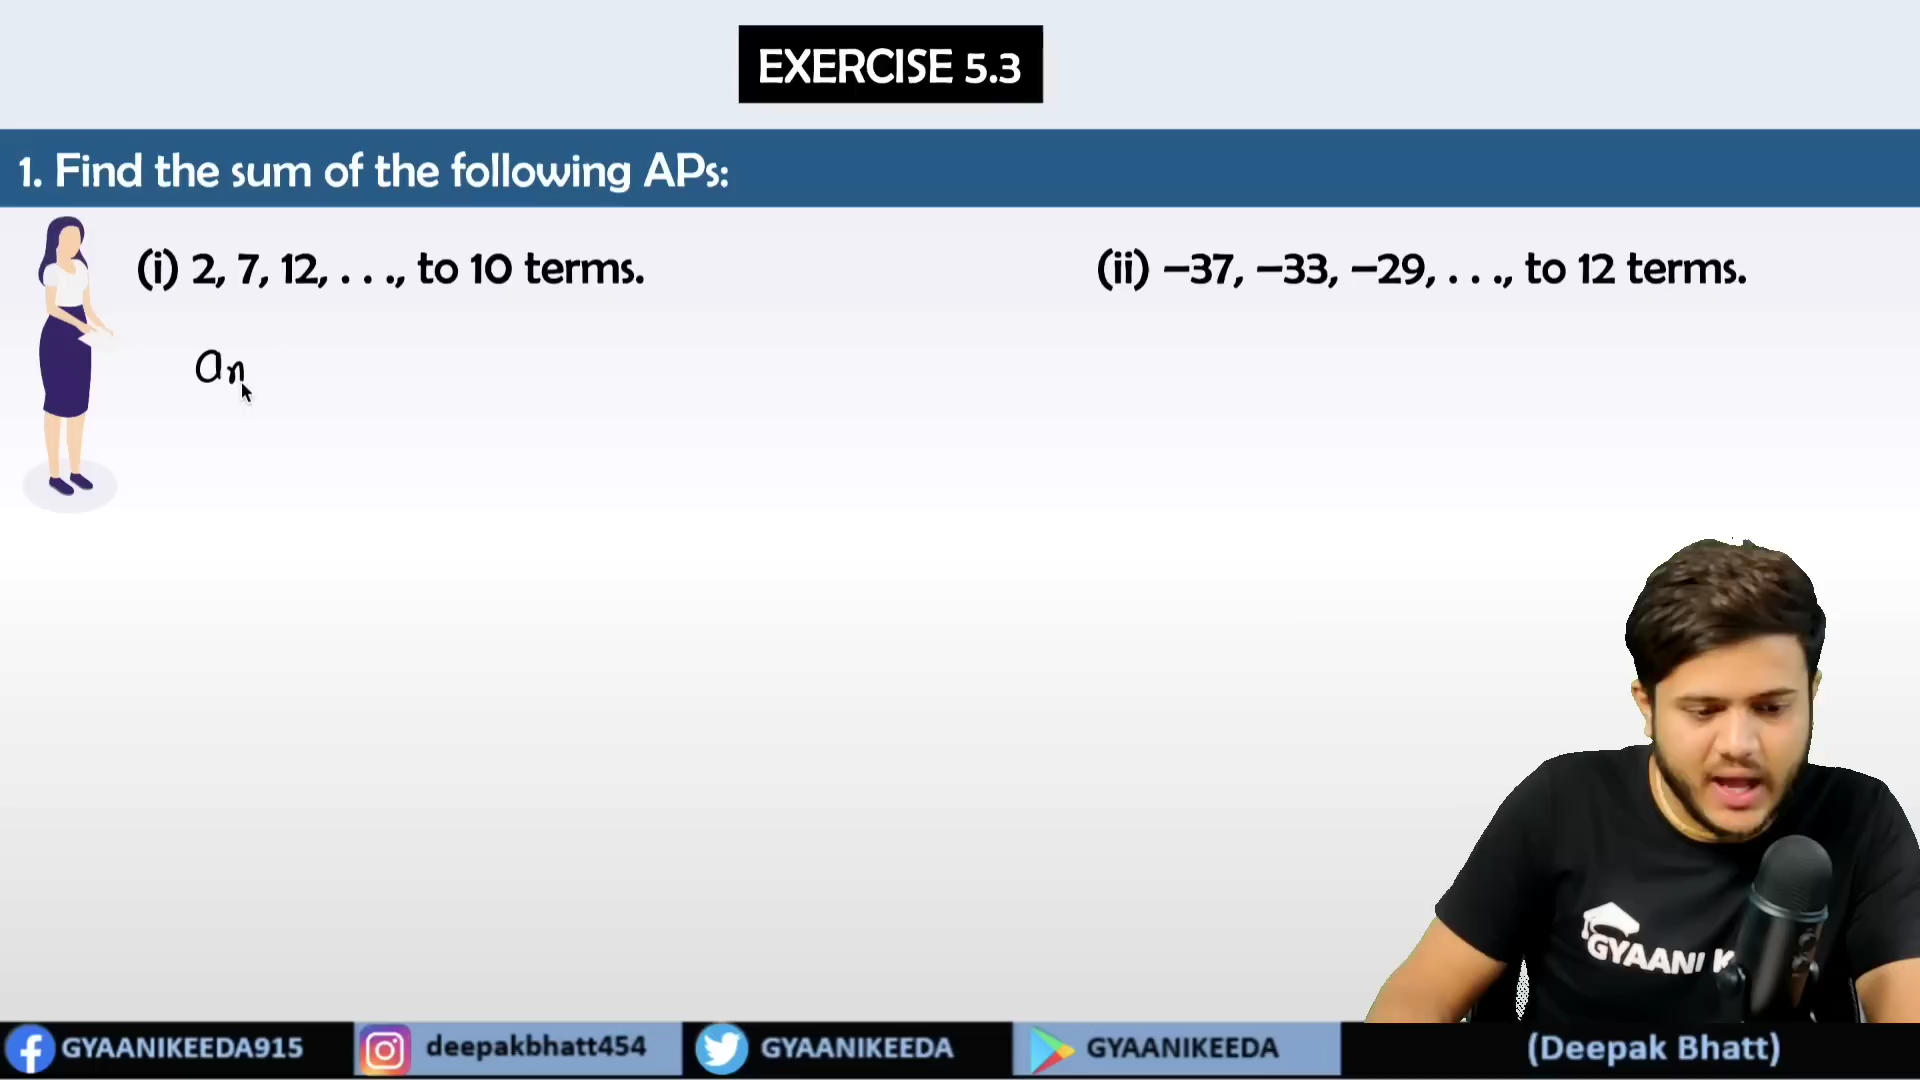 EXERCISE 5.3
1. Find the sum of the following APs:
(i) 2, 7, 12, . . ., to 10 terms.
(ii) –37, –33, –29, . . ., to 12 terms.
an
GYAANI K
GYAANIKEEDA915
deepakbhatt454
GYAANIKEEDA
GYAANIKEEDA
(Deepak Bhatt)